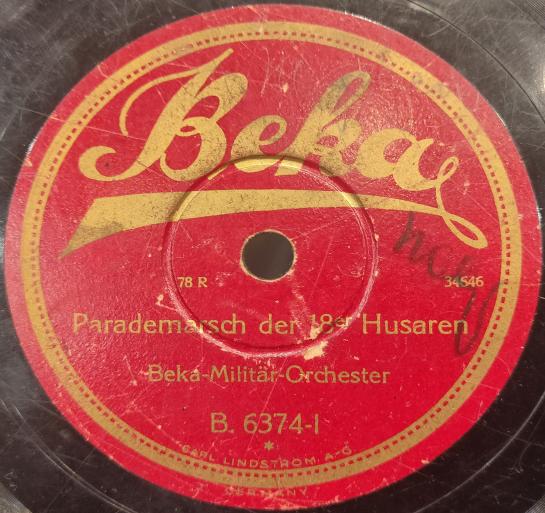 Beka
78 R 34546
Parademarsch der 18er Husaren
Beka-Militär-Orchester
B. 6374-I
*
CARL LINDSTRÖM A-G
GERMANY